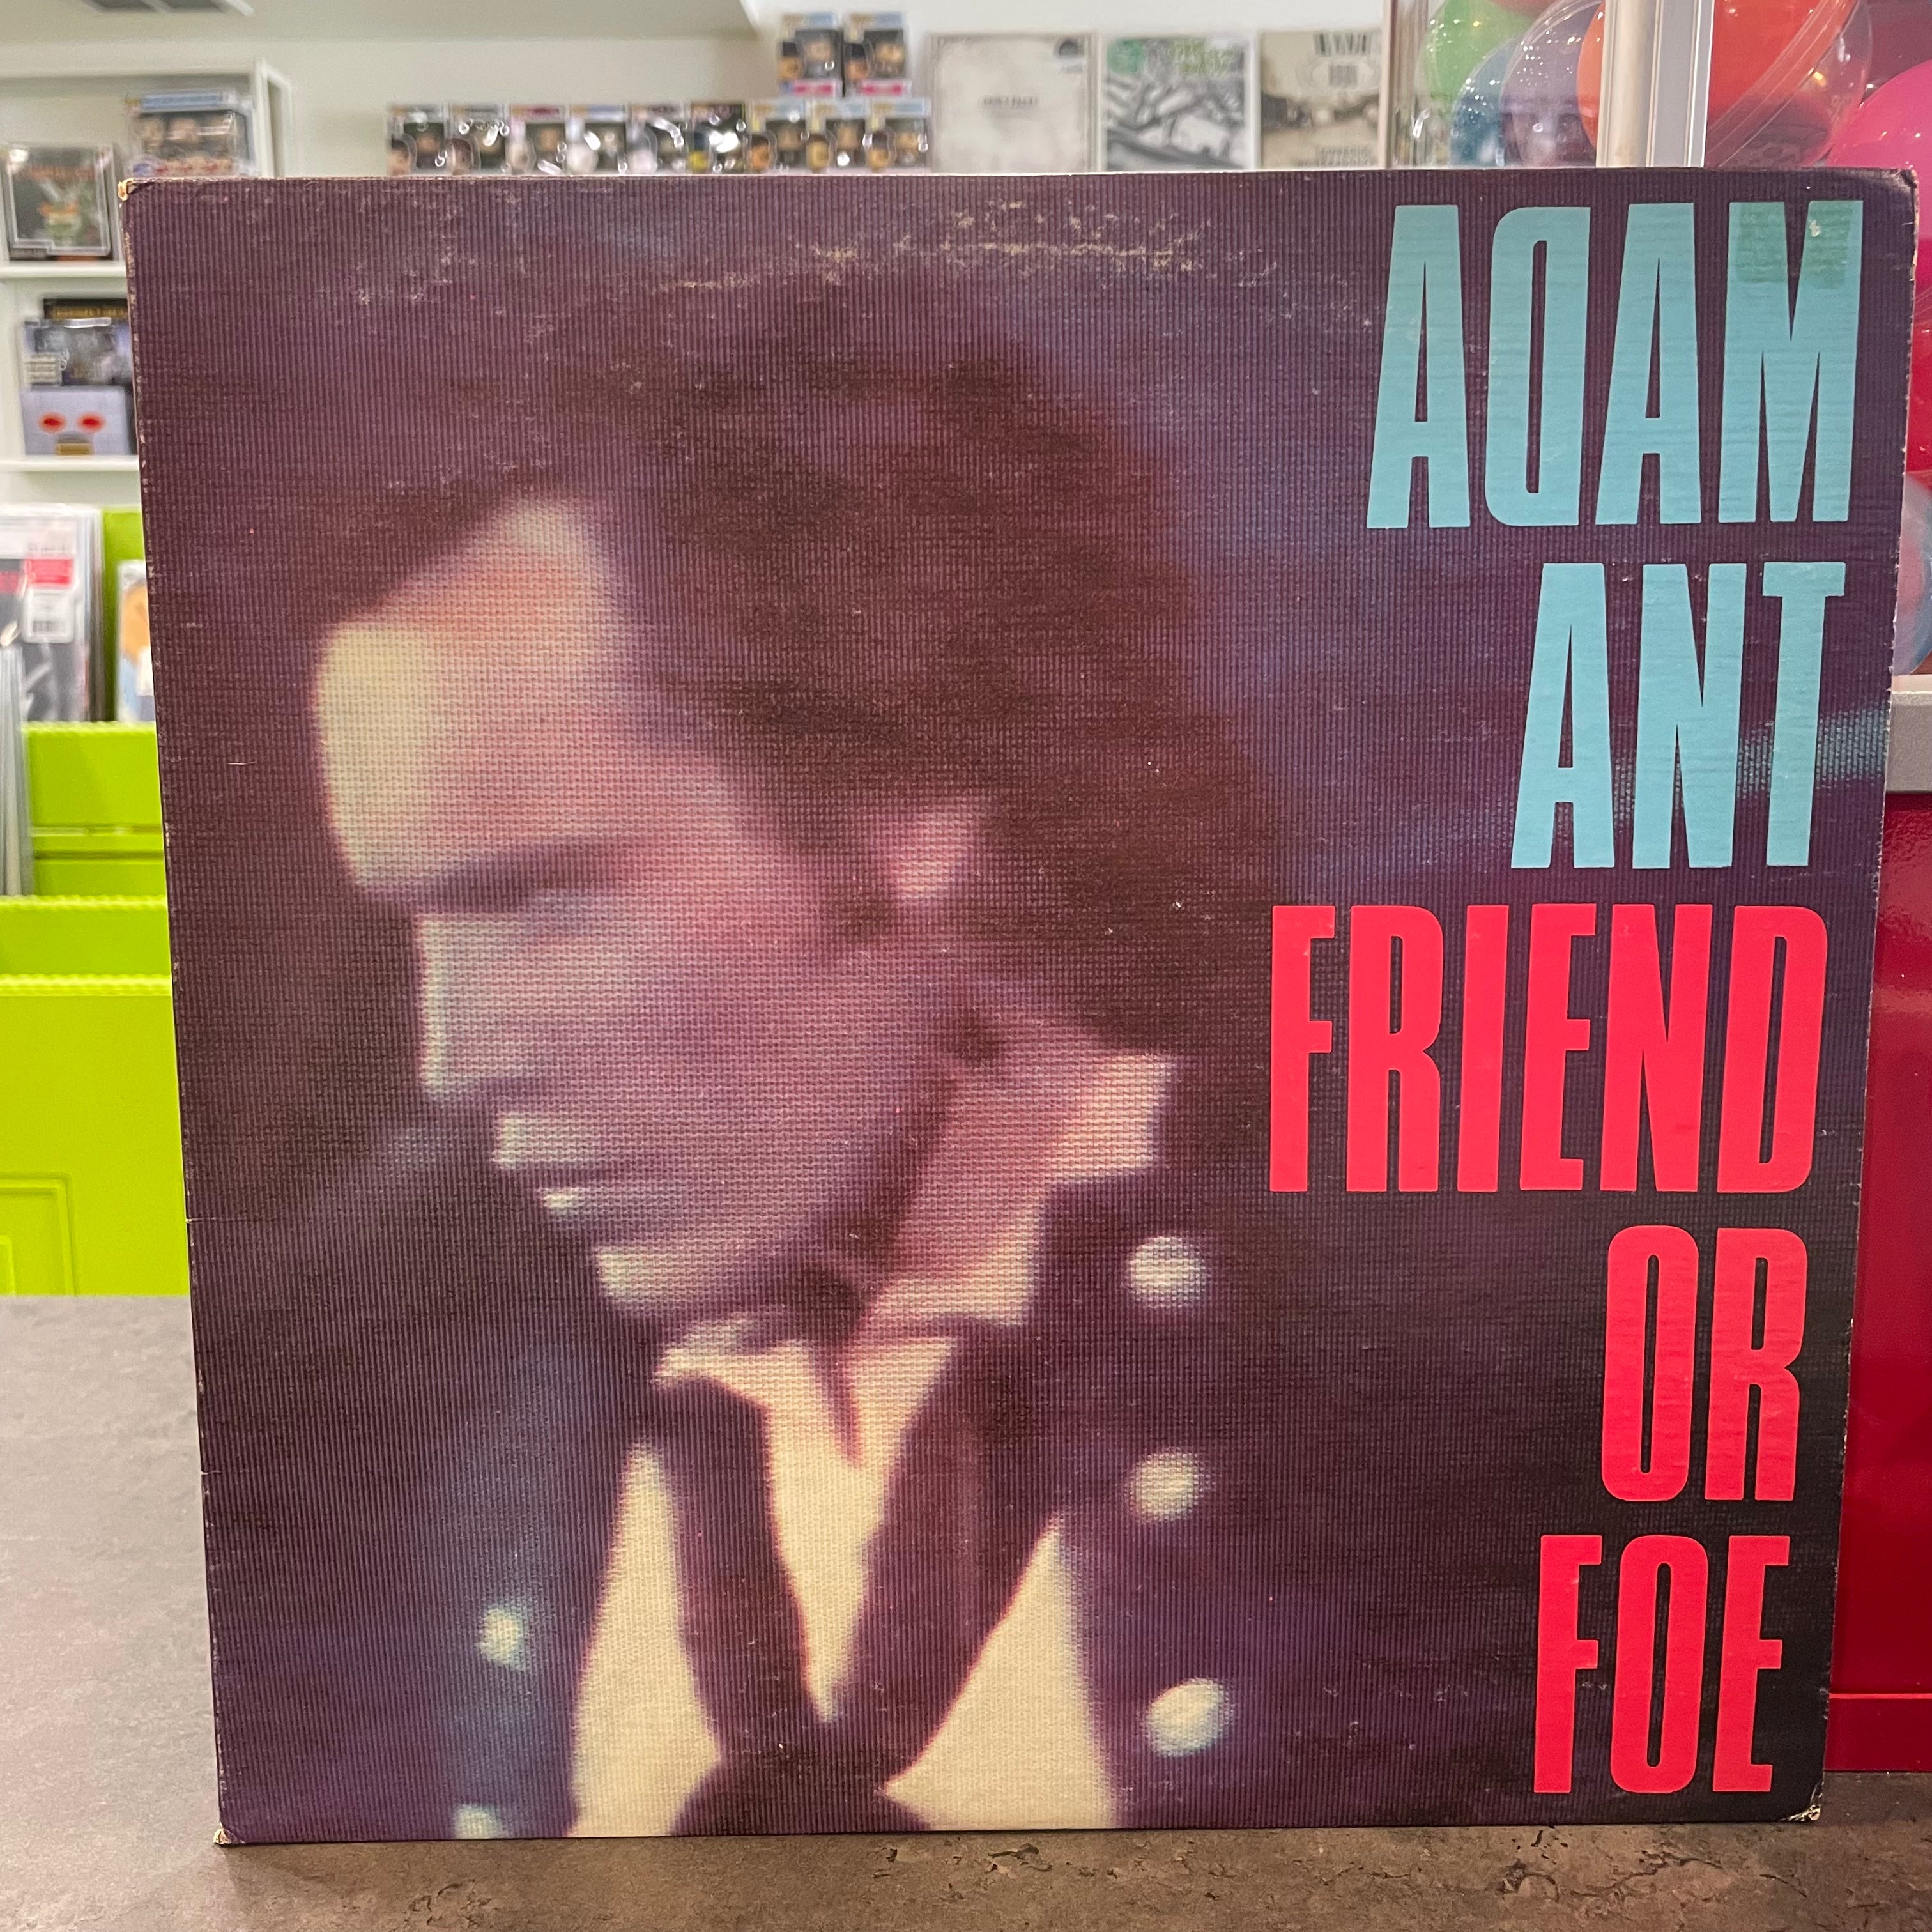 ADAM
ANT
FRIEND
OR
FOE